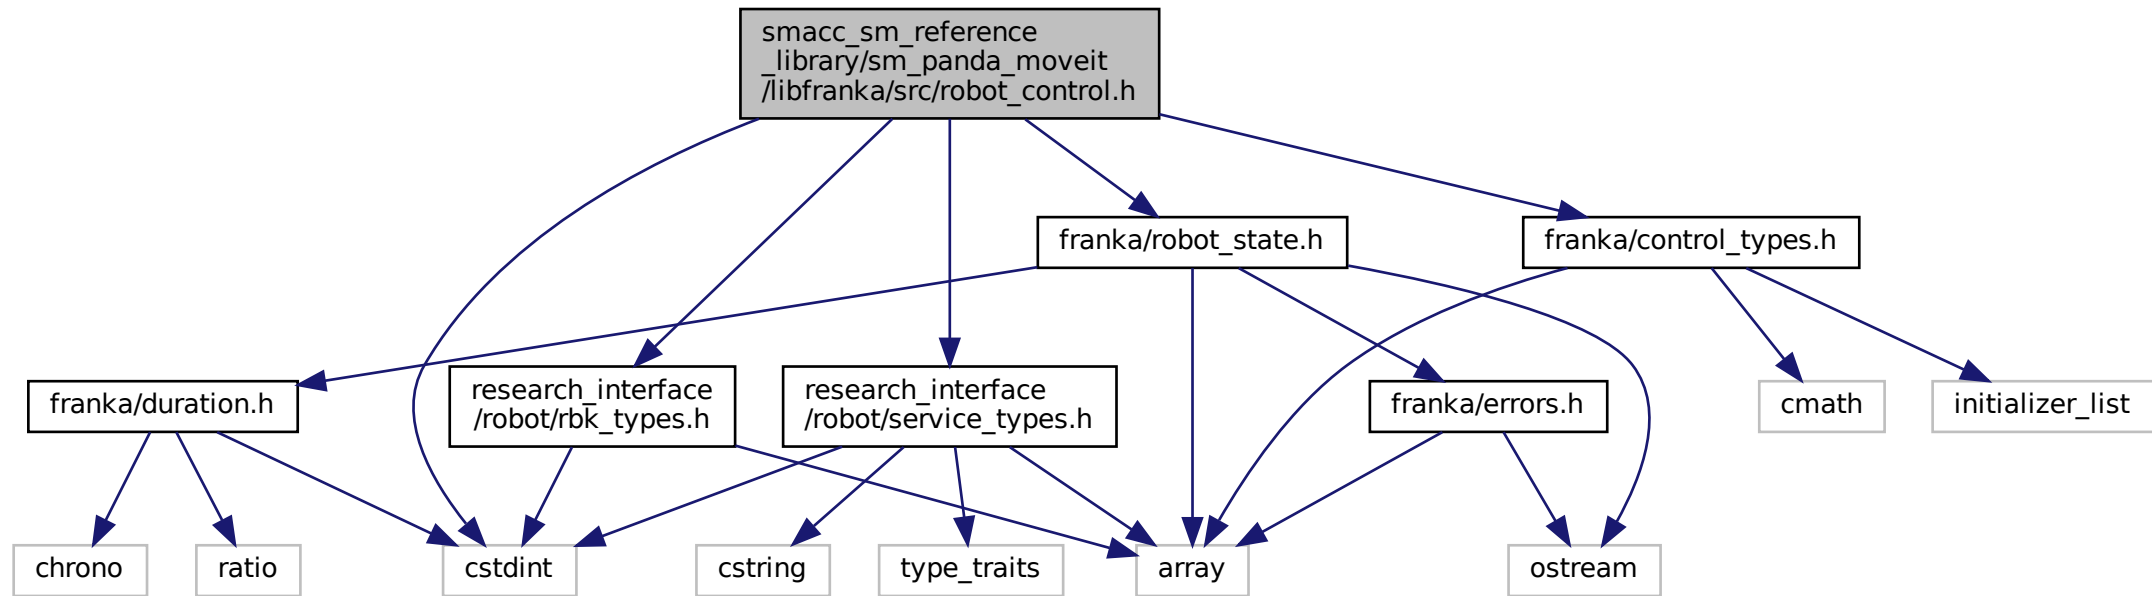 smacc_sm_reference
_library/sm_panda_moveit
/libfranka/src/robot_control.h
franka/robot_state.h
franka/control_types.h
franka/duration.h
research_interface
/robot/rbk_types.h
research_interface
/robot/service_types.h
franka/errors.h
cmath
initializer_list
chrono
ratio
cstdint
cstring
type_traits
array
ostream